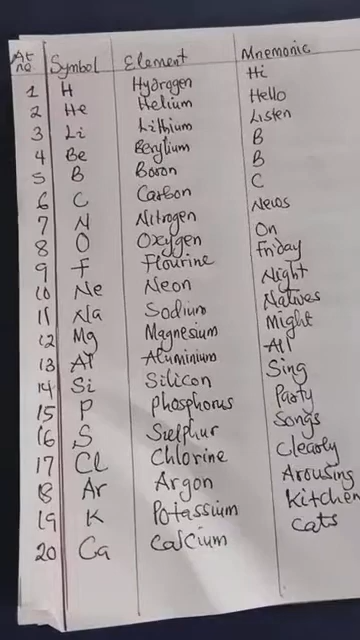 At no Symbol Element Mnemonic
1 H Hydrogen Hi
2 He Helium Hello
3 Li Lithium Listen
4 Be Berylium B
5 B Boron B
6 C Carbon C
7 N Nitrogen News
8 O Oxygen On
9 f Flourine Friday
10 Ne Neon Night
11 Na Sodium Natives
12 Mg Magnesium Might
13 Al Aluminium All
14 Si Silicon Sing
15 P phosphorus Party
16 S Sulphur Songs
17 Cl Chlorine Clearly
18 Ar Argon Arousing
19 K Potassium Kitchen
20 Ca Calcium Cats